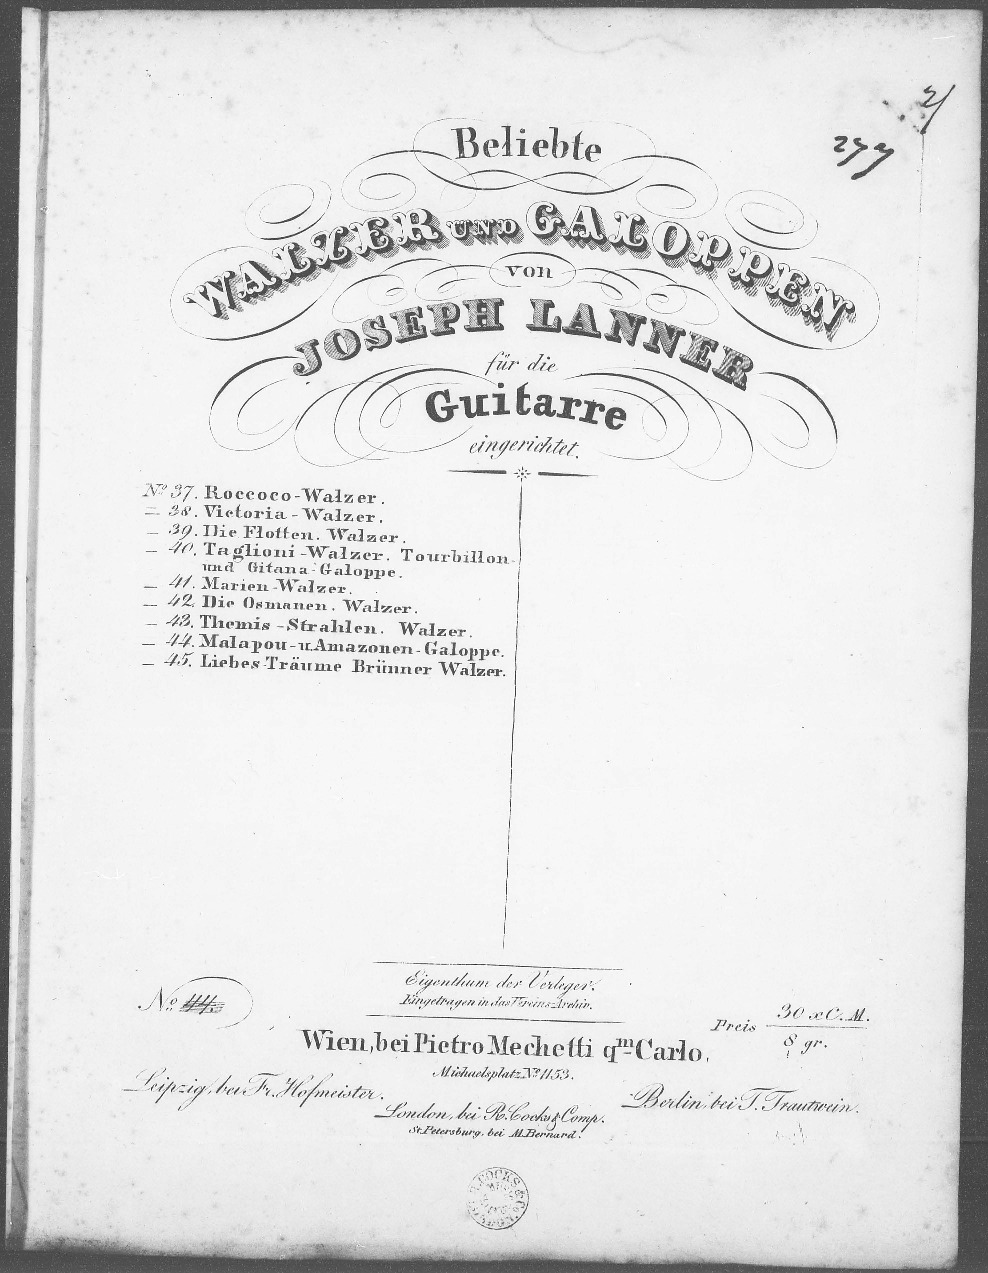 Beliebte
WALZER UND GALOPPEN
von
JOSEPH LANNER
für die
Guitarre
eingerichtet.
No. 37. Roccoco-Walzer.
— 38. Victoria-Walzer.
— 39. Die Flotten. Walzer.
— 40. Taglioni-Walzer. Tourbillon-
und Gitana-Galoppe.
— 41. Marien-Walzer.
— 42. Die Osmanen. Walzer.
— 43. Themis-Strahlen. Walzer.
— 44. Malapou-u. Amazonen-Galoppe.
— 45. Liebes-Träume Brünner Walzer.
Eigenthum der Verleger.
Eingetragen in das Vereins-Archiv.
No. 44.
Preis 30 x C. M.
8 gr.
Wien, bei Pietro Mechetti qm Carlo,
Michaelsplatz No. 1153.
Leipzig, bei Fr. Hofmeister.
Berlin bei T. Trautwein.
London, bei R. Cocks & Comp.
St. Petersburg, bei M. Bernard.
R. COCKS & Co.